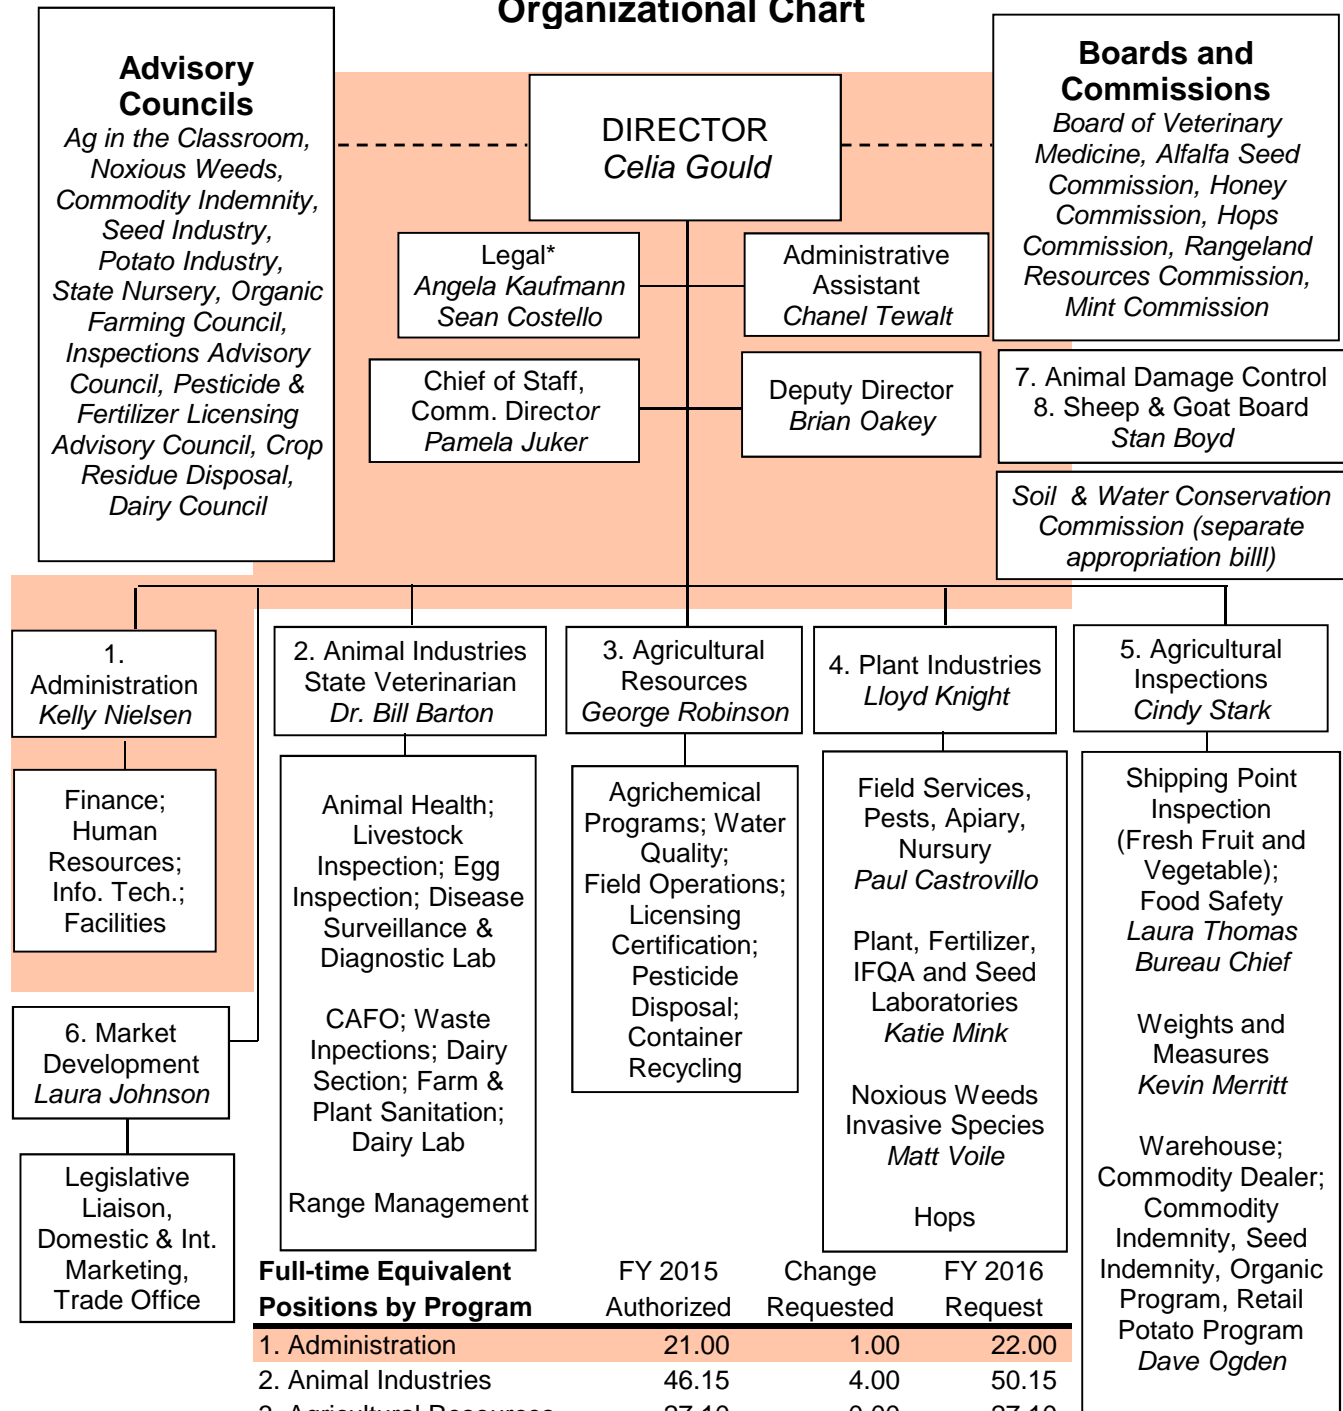 Organizational Chart
Advisory
Councils
Ag in the Classroom,
Noxious Weeds,
Commodity Indemnity,
Seed Industry,
Potato Industry,
State Nursery, Organic
Farming Council,
Inspections Advisory
Council, Pesticide &
Fertilizer Licensing
Advisory Council, Crop
Residue Disposal,
Dairy Council
DIRECTOR
Celia Gould
Boards and
Commissions
Board of Veterinary
Medicine, Alfalfa Seed
Commission, Honey
Commission, Hops
Commission, Rangeland
Resources Commission,
Mint Commission
Legal*
Angela Kaufmann
Sean Costello
Administrative
Assistant
Chanel Tewalt
Chief of Staff,
Comm. Director
Pamela Juker
Deputy Director
Brian Oakey
7. Animal Damage Control
8. Sheep & Goat Board
Stan Boyd
Soil & Water Conservation
Commission (separate
appropriation billl)
1.
Administration
Kelly Nielsen
Finance;
Human
Resources;
Info. Tech.;
Facilities
2. Animal Industries
State Veterinarian
Dr. Bill Barton
Animal Health;
Livestock
Inspection; Egg
Inspection; Disease
Surveillance &
Diagnostic Lab
CAFO; Waste
Inpections; Dairy
Section; Farm &
Plant Sanitation;
Dairy Lab
Range Management
3. Agricultural
Resources
George Robinson
Agrichemical
Programs; Water
Quality;
Field Operations;
Licensing
Certification;
Pesticide
Disposal;
Container
Recycling
4. Plant Industries
Lloyd Knight
Field Services,
Pests, Apiary,
Nursury
Paul Castrovillo
Plant, Fertilizer,
IFQA and Seed
Laboratories
Katie Mink
Noxious Weeds
Invasive Species
Matt Voile
Hops
5. Agricultural
Inspections
Cindy Stark
Shipping Point
Inspection
(Fresh Fruit and
Vegetable);
Food Safety
Laura Thomas
Bureau Chief
Weights and
Measures
Kevin Merritt
Warehouse;
Commodity Dealer;
Commodity
Indemnity, Seed
Indemnity, Organic
Program, Retail
Potato Program
Dave Ogden
6. Market
Development
Laura Johnson
Legislative
Liaison,
Domestic & Int.
Marketing,
Trade Office
Full-time Equivalent FY 2015 Change FY 2016
Positions by Program Authorized Requested Request
1. Administration 21.00 1.00 22.00
2. Animal Industries 46.15 4.00 50.15
3. Agricultural Resources 27.10 0.00 27.10